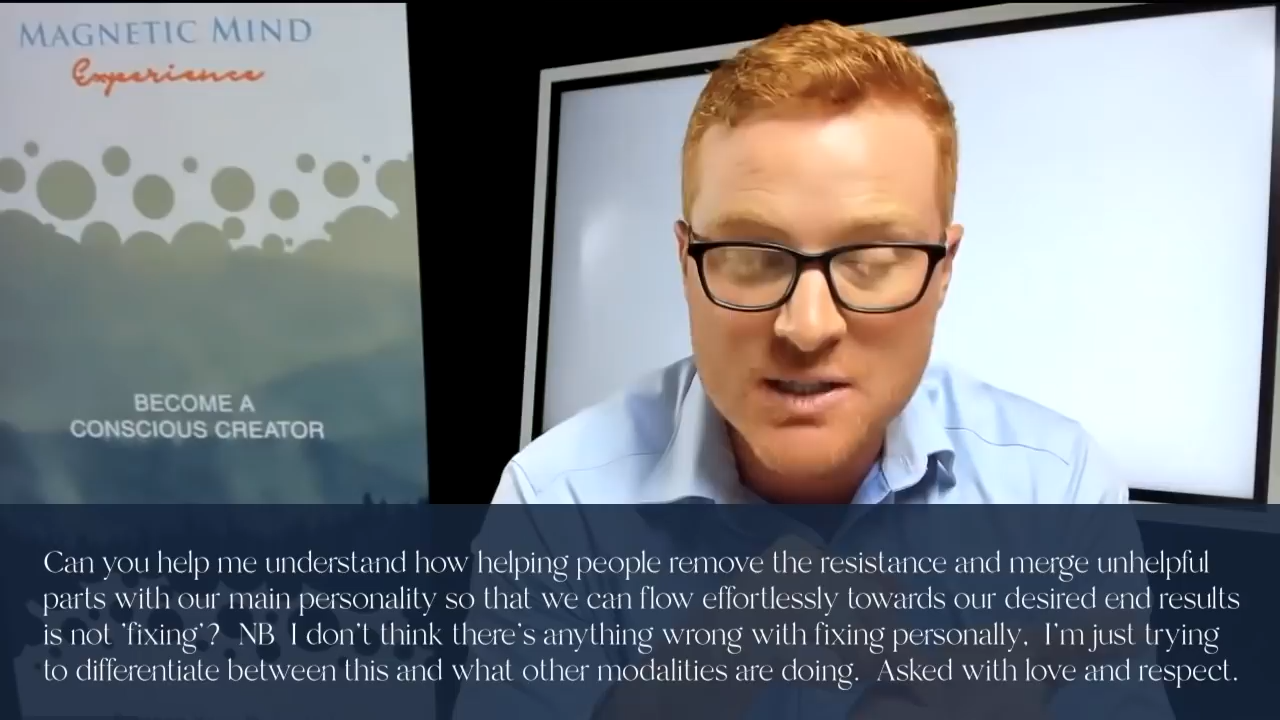 MAGNETIC MIND
Experience
BECOME A
CONSCIOUS CREATOR
Can you help me understand how helping people remove the resistance and merge unhelpful
parts with our main personality so that we can flow effortlessly towards our desired end results
is not 'fixing'?  NB  I don't think there's anything wrong with fixing personally,  I'm just trying
to differentiate between this and what other modalities are doing.  Asked with love and respect.